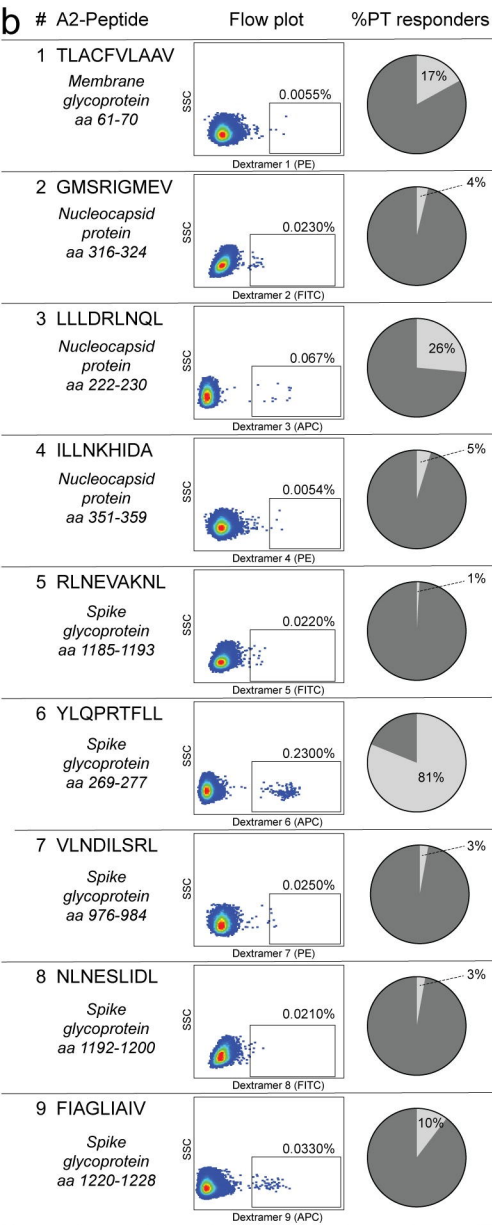 b # A2-Peptide Flow plot %PT responders
1 TLACFVLAAV
Membrane
glycoprotein
aa 61-70
SSC
0.0055%
Dextramer 1 (PE)
17%
2 GMSRIGMEV
Nucleocapsid
protein
aa 316-324
SSC
0.0230%
Dextramer 2 (FITC)
4%
3 LLLDRLNQL
Nucleocapsid
protein
aa 222-230
SSC
0.067%
Dextramer 3 (APC)
26%
4 ILLNKHIDA
Nucleocapsid
protein
aa 351-359
SSC
0.0054%
Dextramer 4 (PE)
5%
5 RLNEVAKNL
Spike
glycoprotein
aa 1185-1193
SSC
0.0220%
Dextramer 5 (FITC)
1%
6 YLQPRTFLL
Spike
glycoprotein
aa 269-277
SSC
0.2300%
Dextramer 6 (APC)
81%
7 VLNDILSRL
Spike
glycoprotein
aa 976-984
SSC
0.0250%
Dextramer 7 (PE)
3%
8 NLNESLIDL
Spike
glycoprotein
aa 1192-1200
SSC
0.0210%
Dextramer 8 (FITC)
3%
9 FIAGLIAIV
Spike
glycoprotein
aa 1220-1228
SSC
0.0330%
Dextramer 9 (APC)
10%